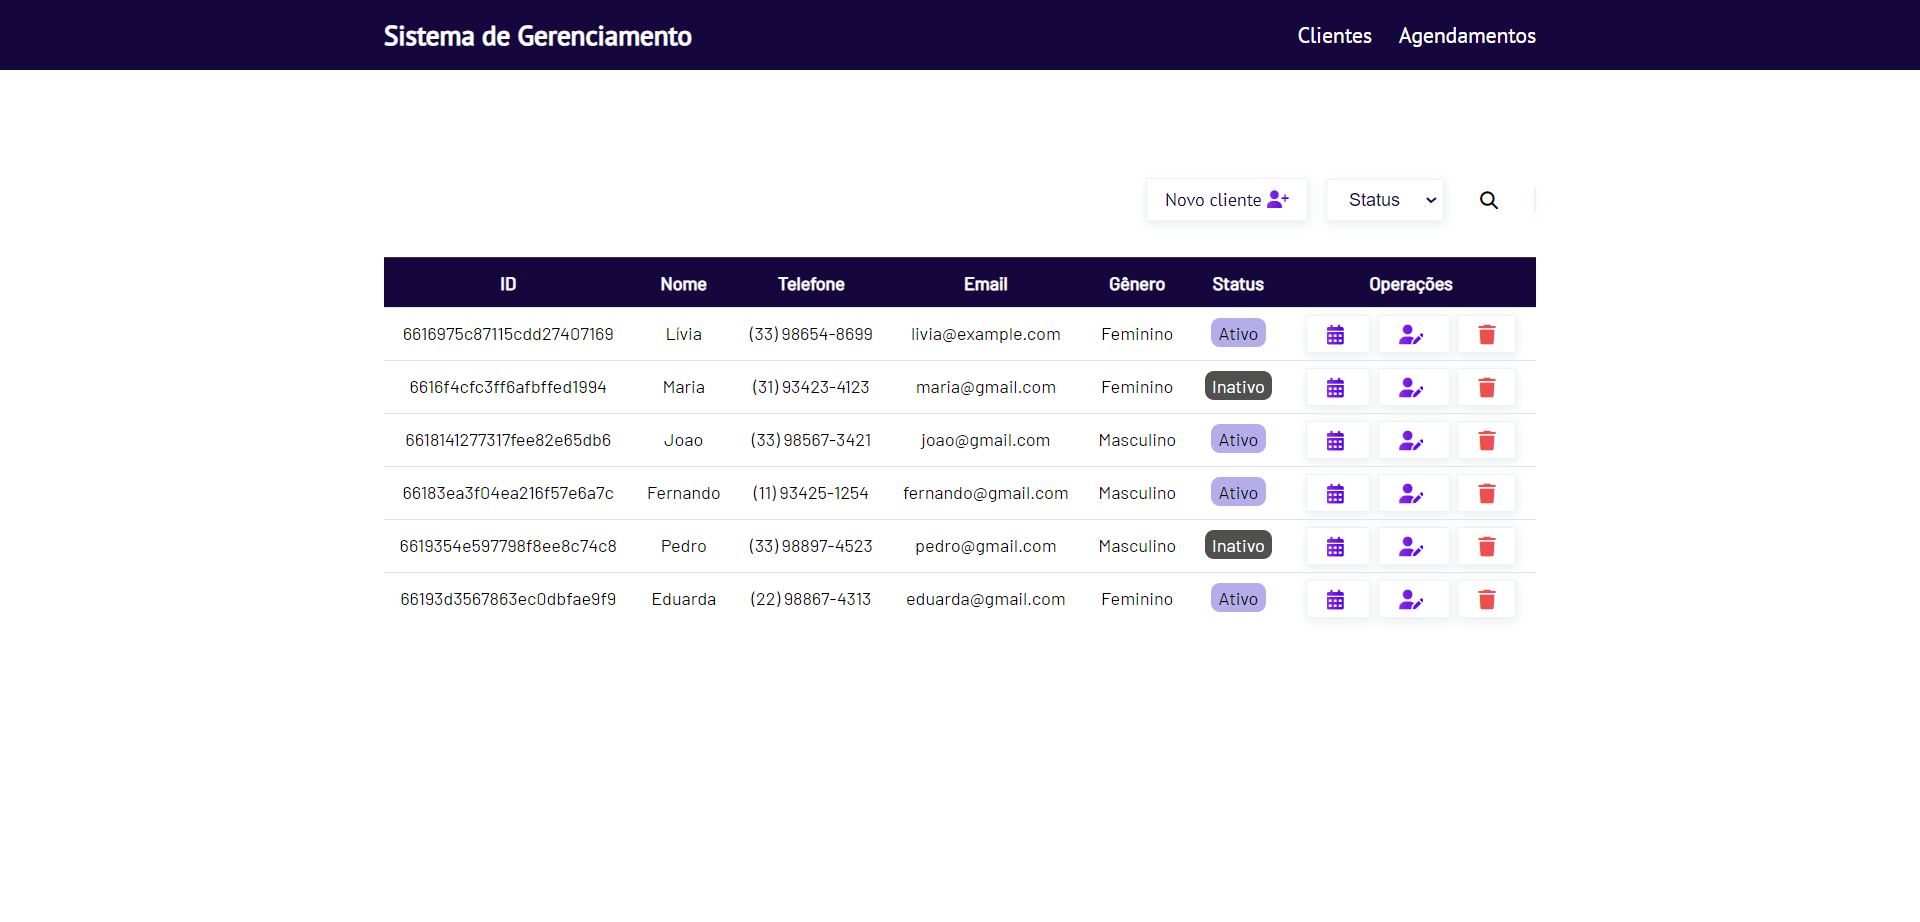 Sistema de Gerenciamento Clientes Agendamentos
Novo cliente Status
ID Nome Telefone Email Gênero Status Operações
6616975c87115cdd27407169 Lívia (33) 98654-8699 livia@example.com Feminino Ativo
6616f4cfc3ff6afbffed1994 Maria (31) 93423-4123 maria@gmail.com Feminino Inativo
6618141277317fee82e65db6 Joao (33) 98567-3421 joao@gmail.com Masculino Ativo
66183ea3f04ea216f57e6a7c Fernando (11) 93425-1254 fernando@gmail.com Masculino Ativo
6619354e597798f8ee8c74c8 Pedro (33) 98897-4523 pedro@gmail.com Masculino Inativo
66193d3567863ec0dbfae9f9 Eduarda (22) 98867-4313 eduarda@gmail.com Feminino Ativo